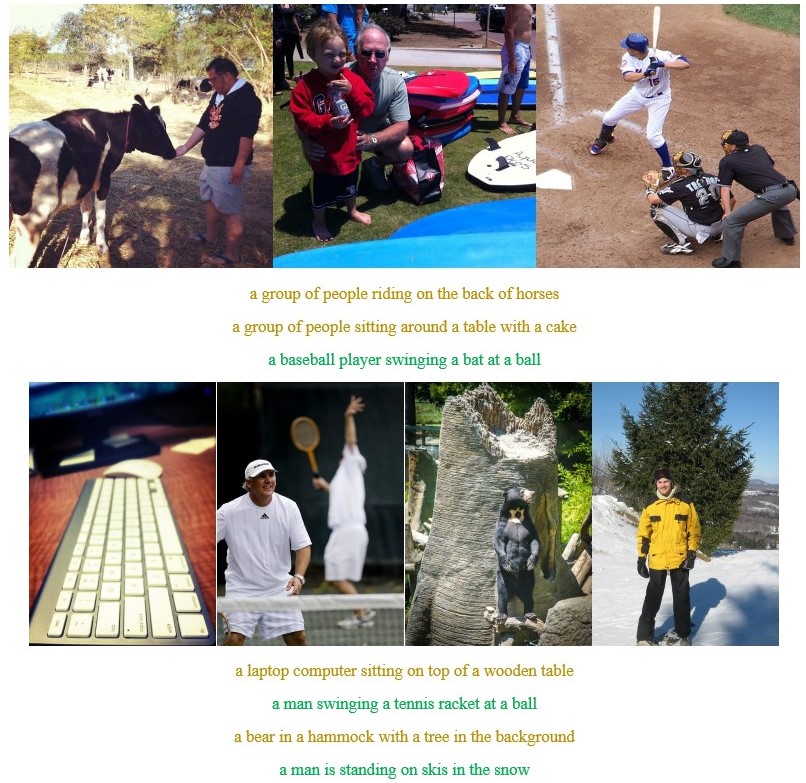 15
a group of people riding on the back of horses
a group of people sitting around a table with a cake
a baseball player swinging a bat at a ball
a laptop computer sitting on top of a wooden table
a man swinging a tennis racket at a ball
a bear in a hammock with a tree in the background
a man is standing on skis in the snow